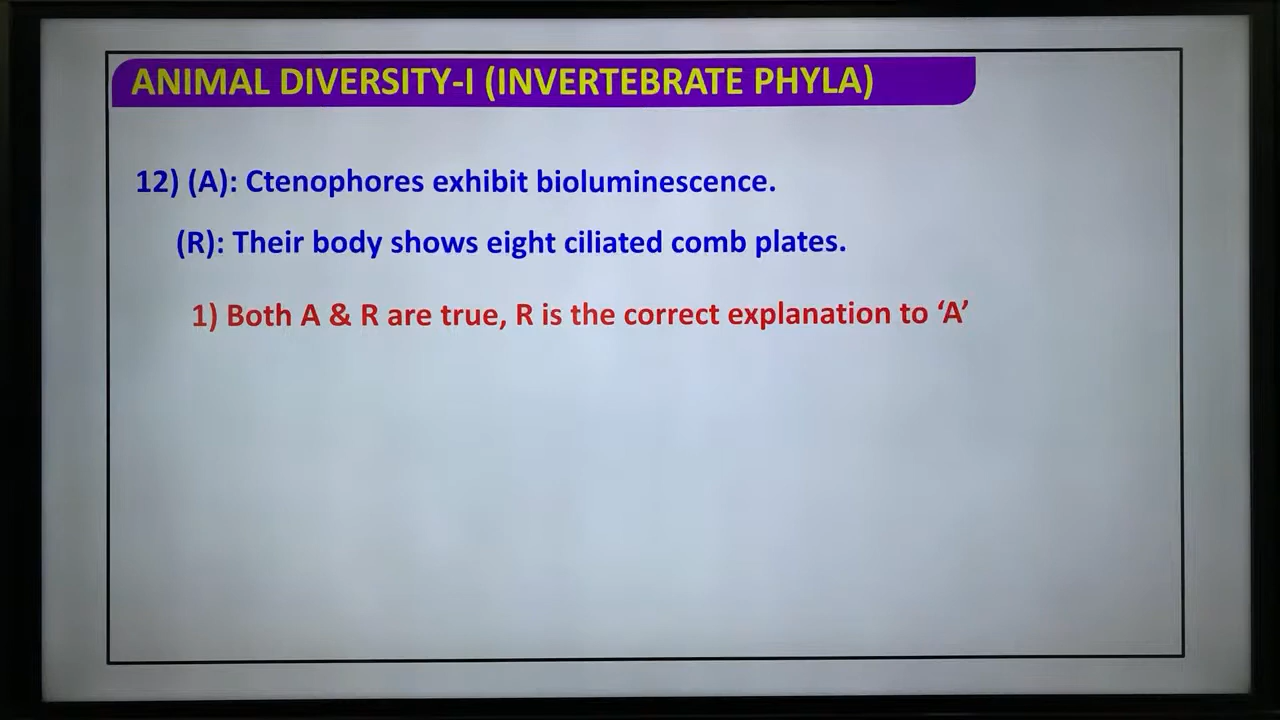 ANIMAL DIVERSITY-I (INVERTEBRATE PHYLA)
12) (A): Ctenophores exhibit bioluminescence.
(R): Their body shows eight ciliated comb plates.
1) Both A & R are true, R is the correct explanation to ‘A’